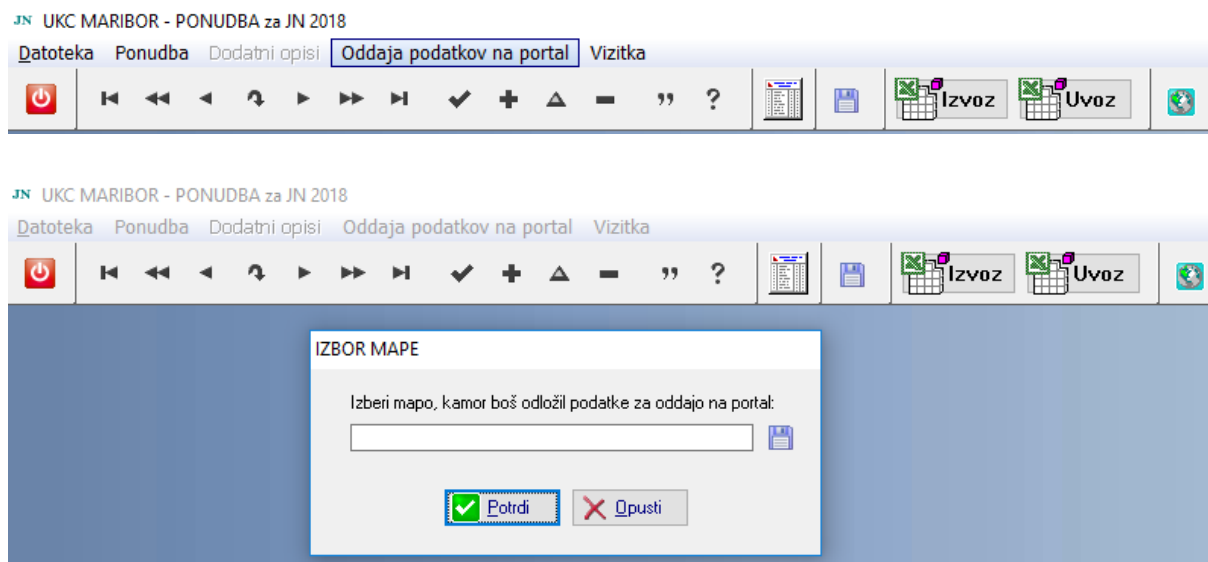 JN UKC MARIBOR - PONUDBA za JN 2018
Datoteka Ponudba Dodatni opisi Oddaja podatkov na portal Vizitka
Izvoz Uvoz
JN UKC MARIBOR - PONUDBA za JN 2018
Datoteka Ponudba Dodatni opisi Oddaja podatkov na portal Vizitka
Izvoz Uvoz
IZBOR MAPE
Izberi mapo, kamor boš odložil podatke za oddajo na portal:
Potrdi Opusti